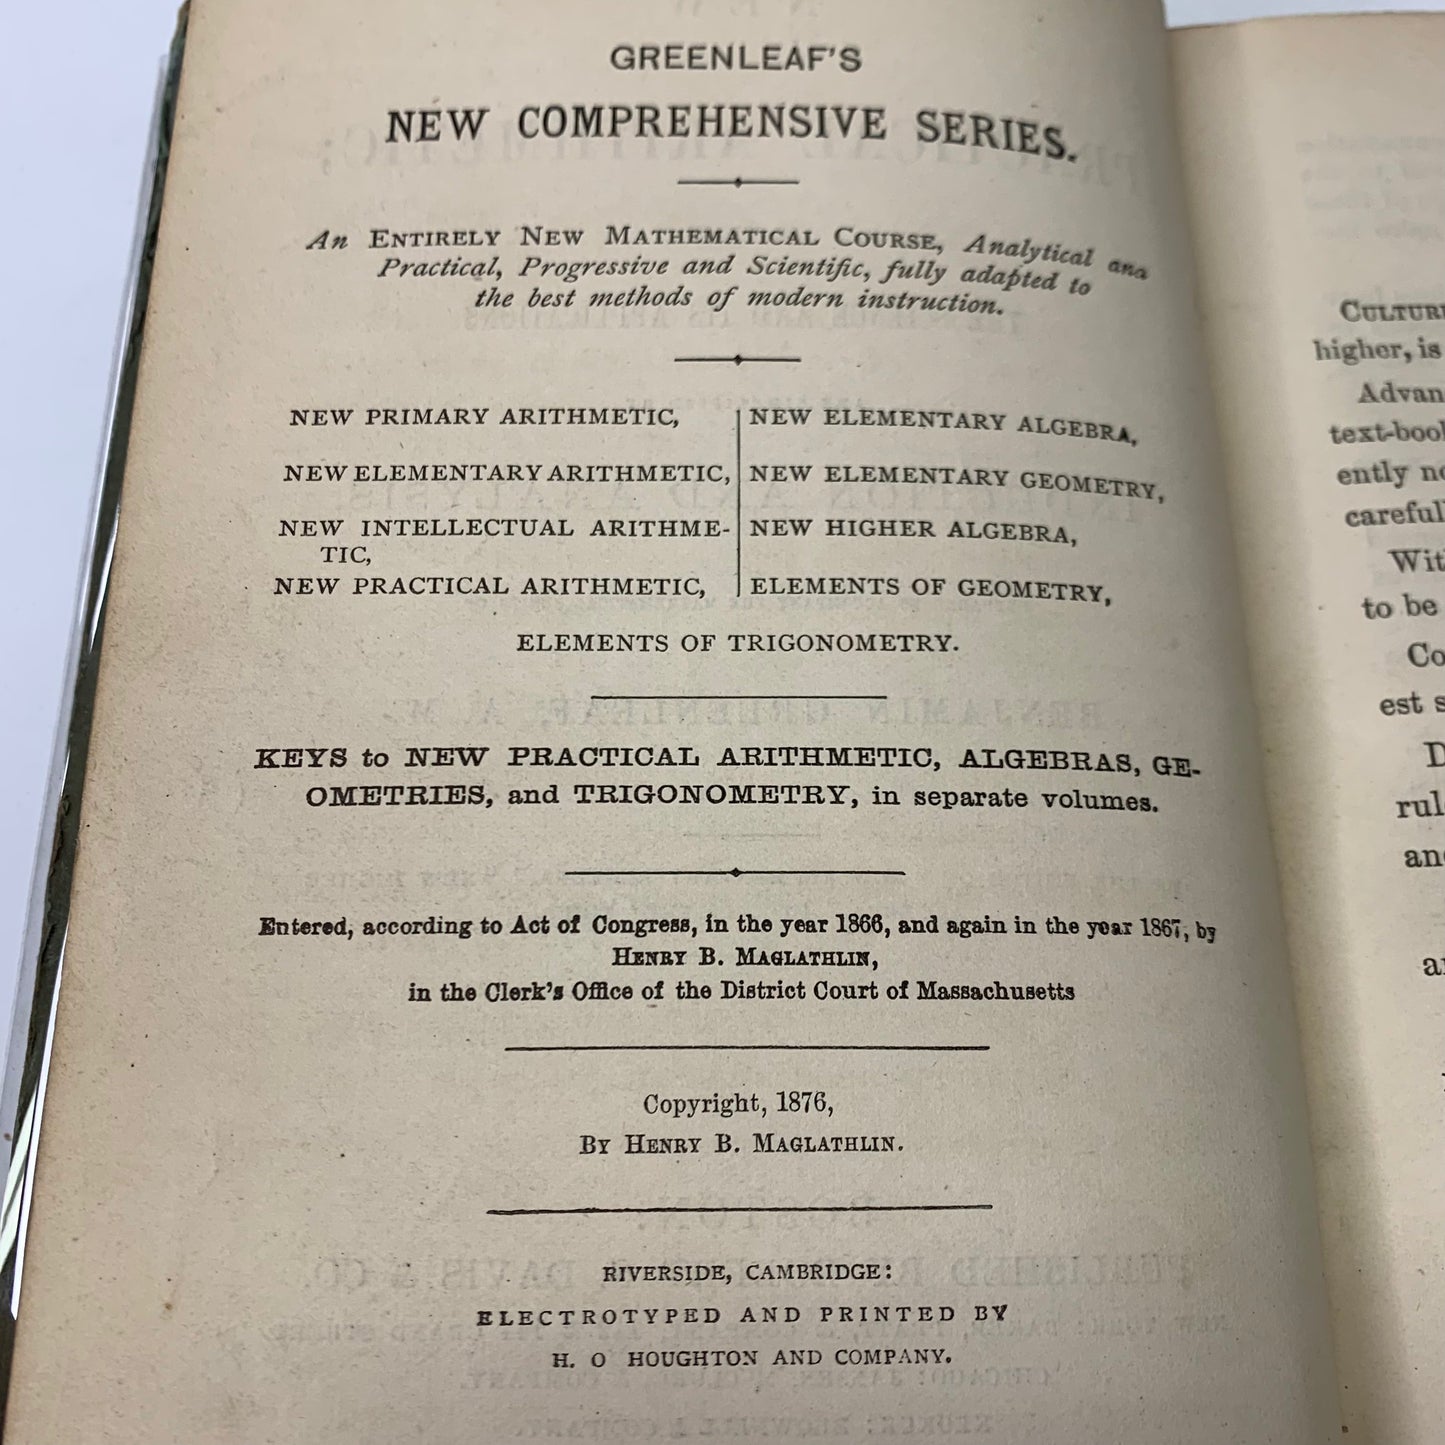 GREENLEAF'S
NEW COMPREHENSIVE SERIES.
An ENTIRELY NEW MATHEMATICAL COURSE, Analytical and
Practical, Progressive and Scientific, fully adapted to
the best methods of modern instruction.
NEW PRIMARY ARITHMETIC,
NEW ELEMENTARY ARITHMETIC,
NEW INTELLECTUAL ARITHME-
TIC,
NEW PRACTICAL ARITHMETIC,
NEW ELEMENTARY ALGEBRA,
NEW ELEMENTARY GEOMETRY,
NEW HIGHER ALGEBRA,
ELEMENTS OF GEOMETRY,
ELEMENTS OF TRIGONOMETRY.
KEYS to NEW PRACTICAL ARITHMETIC, ALGEBRAS, GE-
OMETRIES, and TRIGONOMETRY, in separate volumes.
Entered, according to Act of Congress, in the year 1866, and again in the year 1867, by
HENRY B. MAGLATHLIN,
in the Clerk's Office of the District Court of Massachusetts
Copyright, 1876,
BY HENRY B. MAGLATHLIN.
RIVERSIDE, CAMBRIDGE:
ELECTROTYPED AND PRINTED BY
H. O HOUGHTON AND COMPANY.
higher, is
text-book
ently
careful
to be
est